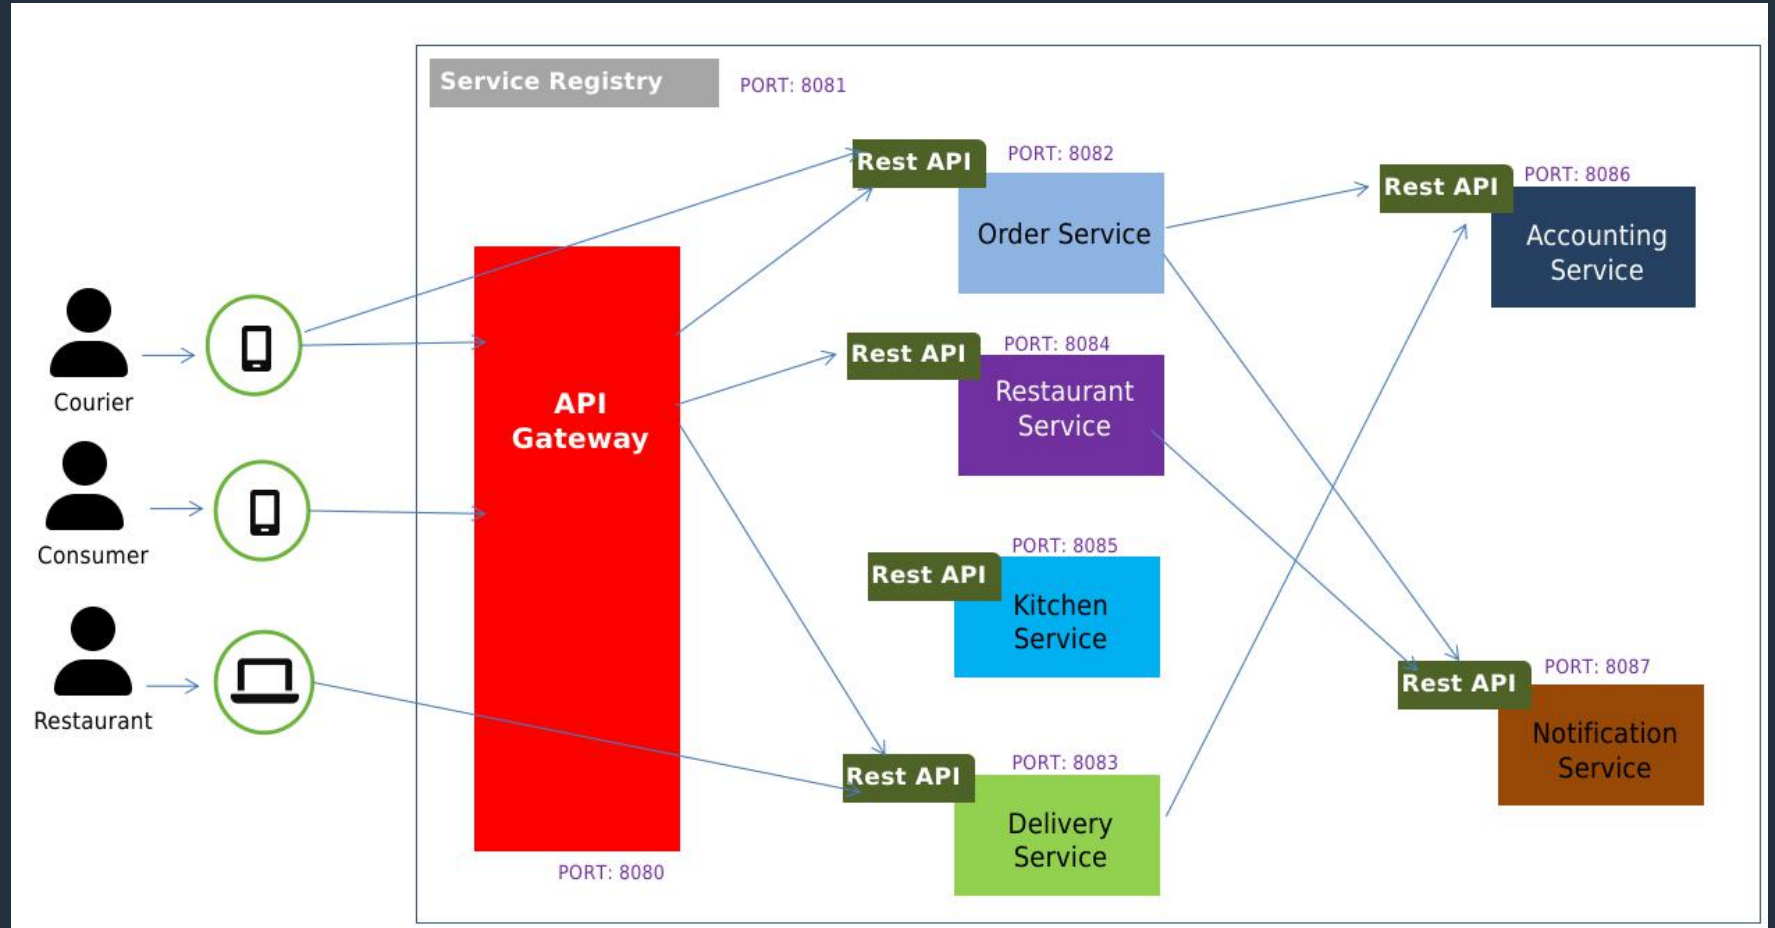 Service Registry
PORT: 8081
Rest API
PORT: 8082
Order Service
Rest API
PORT: 8086
Accounting
Service
Courier
API
Gateway
Rest API
PORT: 8084
Restaurant
Service
Consumer
Rest API
PORT: 8085
Kitchen
Service
Restaurant
Rest API
PORT: 8087
Notification
Service
Rest API
PORT: 8083
Delivery
Service
PORT: 8080